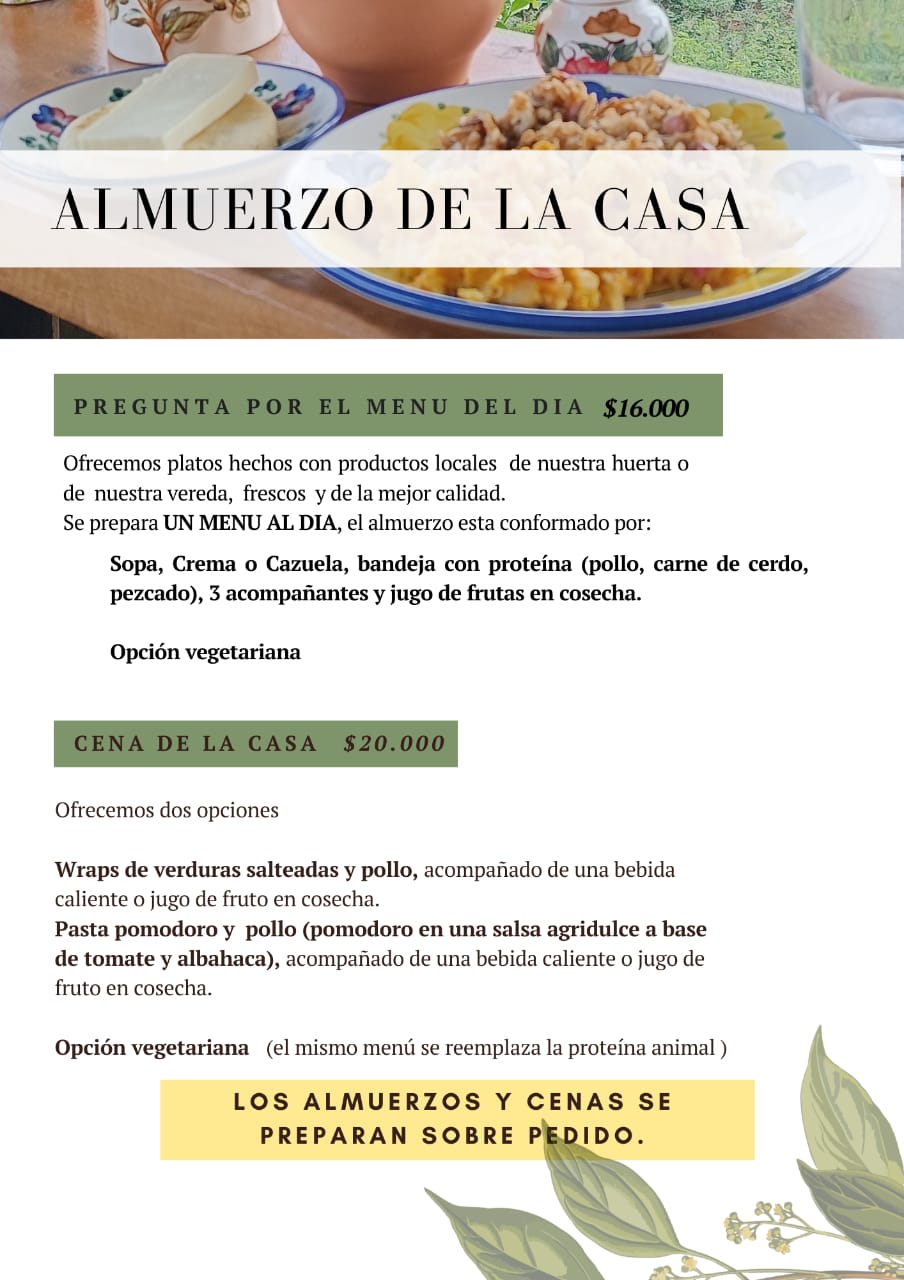 ALMUERZO DE LA CASA
PREGUNTA POR EL MENU DEL DIA $16.000
Ofrecemos platos hechos con productos locales de nuestra huerta o
de nuestra vereda, frescos y de la mejor calidad.
Se prepara UN MENU AL DIA, el almuerzo esta conformado por:
Sopa, Crema o Cazuela, bandeja con proteína (pollo, carne de cerdo,
pezcado), 3 acompañantes y jugo de frutas en cosecha.
Opción vegetariana
CENA DE LA CASA $20.000
Ofrecemos dos opciones
Wraps de verduras salteadas y pollo, acompañado de una bebida
caliente o jugo de fruto en cosecha.
Pasta pomodoro y pollo (pomodoro en una salsa agridulce a base
de tomate y albahaca), acompañado de una bebida caliente o jugo de
fruto en cosecha.
Opción vegetariana (el mismo menú se reemplaza la proteína animal )
LOS ALMUERZOS Y CENAS SE
PREPARAN SOBRE PEDIDO.